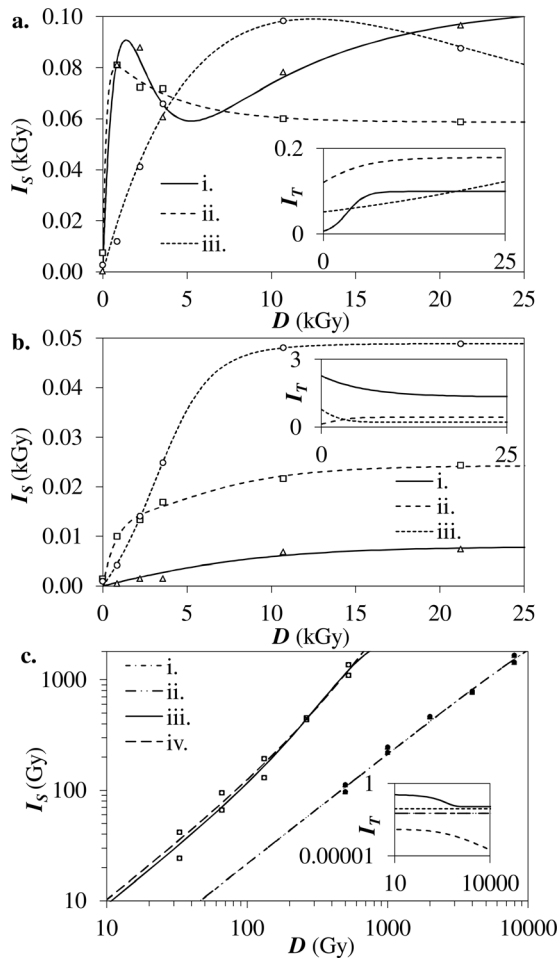 a.
0.10
0.08
0.06
0.04
0.02
0.00
I_S (kGy)
i.
ii.
iii.
0.2
0
I_T
0 25
0 5 10 15 20 25
D (kGy)
b.
0.05
0.04
0.03
0.02
0.01
0.00
I_S (kGy)
3
0
I_T
0 25
i.
ii.
iii.
0 5 10 15 20 25
D (kGy)
c.
1000
100
10
I_S (Gy)
i.
ii.
iii.
iv.
1
0.00001
I_T
10 10000
10 100 1000 10000
D (Gy)